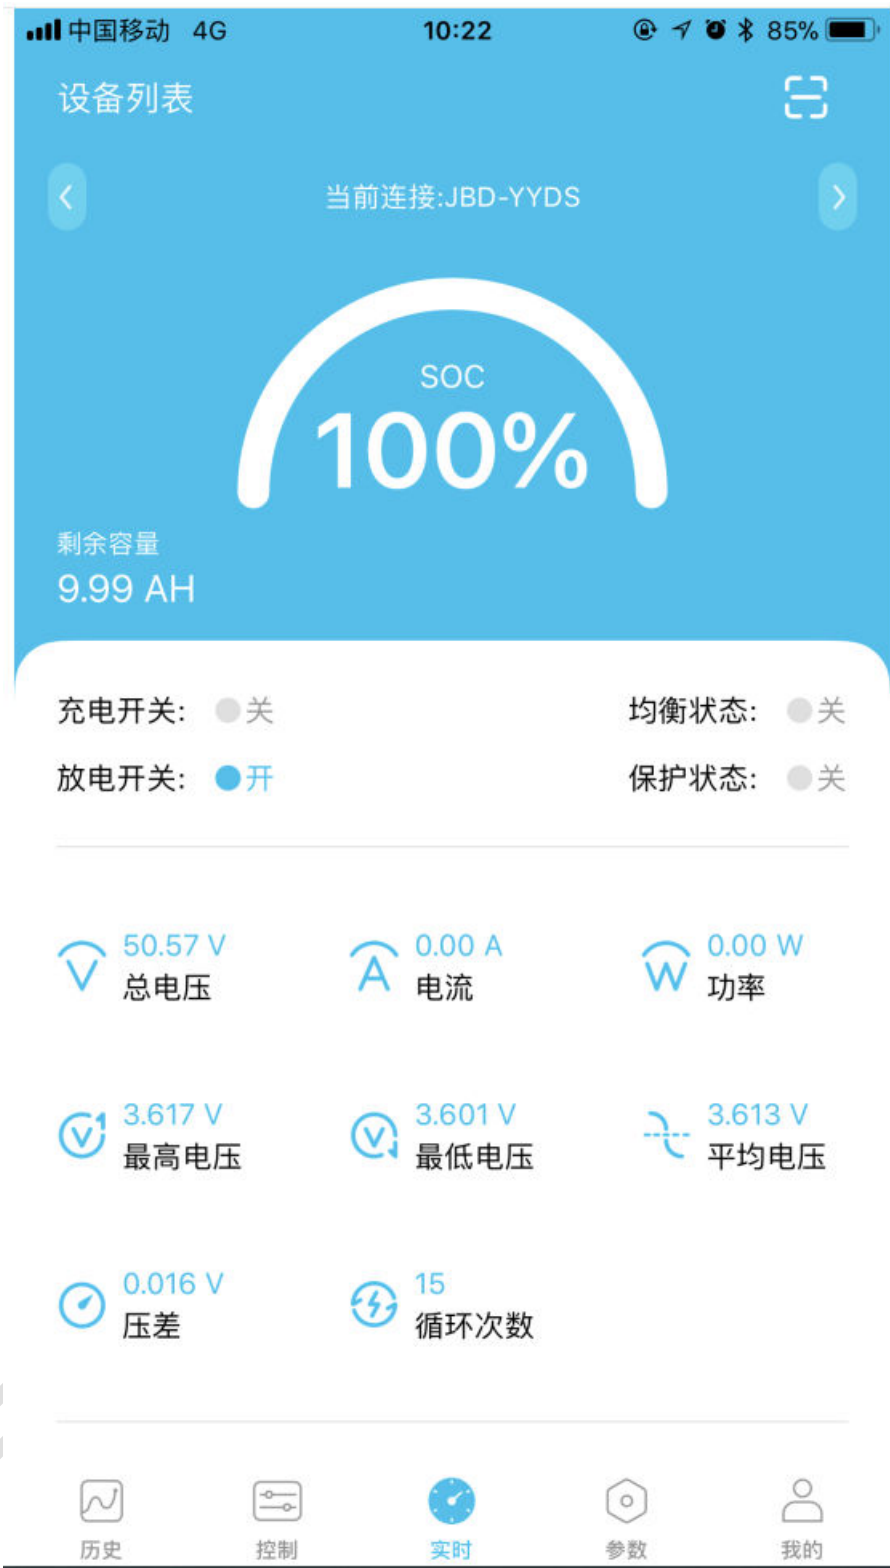 中国移动 4G 10:22 85%
设备列表
当前连接:JBD-YYDS
SOC
100%
剩余容量
9.99 AH
充电开关: 关 均衡状态: 关
放电开关: 开 保护状态: 关
50.57 V 0.00 A 0.00 W
总电压 电流 功率
3.617 V 3.601 V 3.613 V
最高电压 最低电压 平均电压
0.016 V 15
压差 循环次数
历史 控制 实时 参数 我的